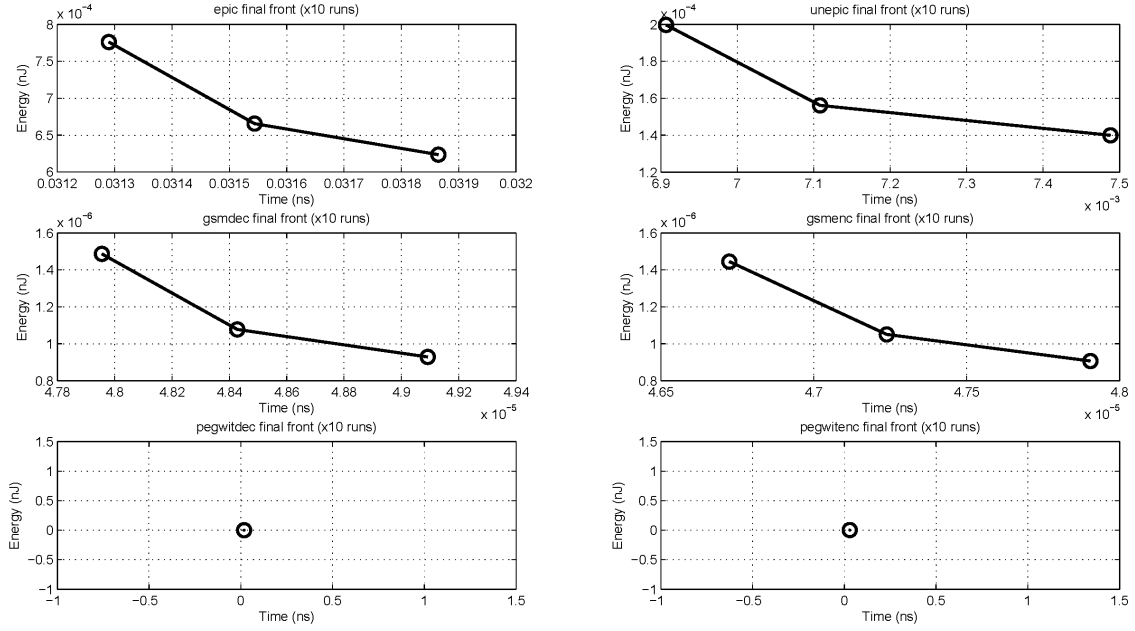 epic final front (x10 runs)
x 10⁻⁴
8
7.5
7
6.5
6
Energy (nJ)
0.0312 0.0313 0.0314 0.0315 0.0316 0.0317 0.0318 0.0319 0.032
Time (ns)
unepic final front (x10 runs)
x 10⁻⁴
2
1.8
1.6
1.4
1.2
Energy (nJ)
6.9 7 7.1 7.2 7.3 7.4 7.5
Time (ns)
x 10⁻³
gsmdec final front (x10 runs)
x 10⁻⁶
1.6
1.4
1.2
1
0.8
Energy (nJ)
4.78 4.8 4.82 4.84 4.86 4.88 4.9 4.92 4.94
Time (ns)
x 10⁻⁵
gsmenc final front (x10 runs)
x 10⁻⁶
1.6
1.4
1.2
1
0.8
Energy (nJ)
4.65 4.7 4.75 4.8
Time (ns)
x 10⁻⁵
pegwitdec final front (x10 runs)
1.5
1
0.5
0
−0.5
−1
Energy (nJ)
−1 −0.5 0 0.5 1 1.5
Time (ns)
pegwitenc final front (x10 runs)
1.5
1
0.5
0
−0.5
−1
Energy (nJ)
−1 −0.5 0 0.5 1 1.5
Time (ns)